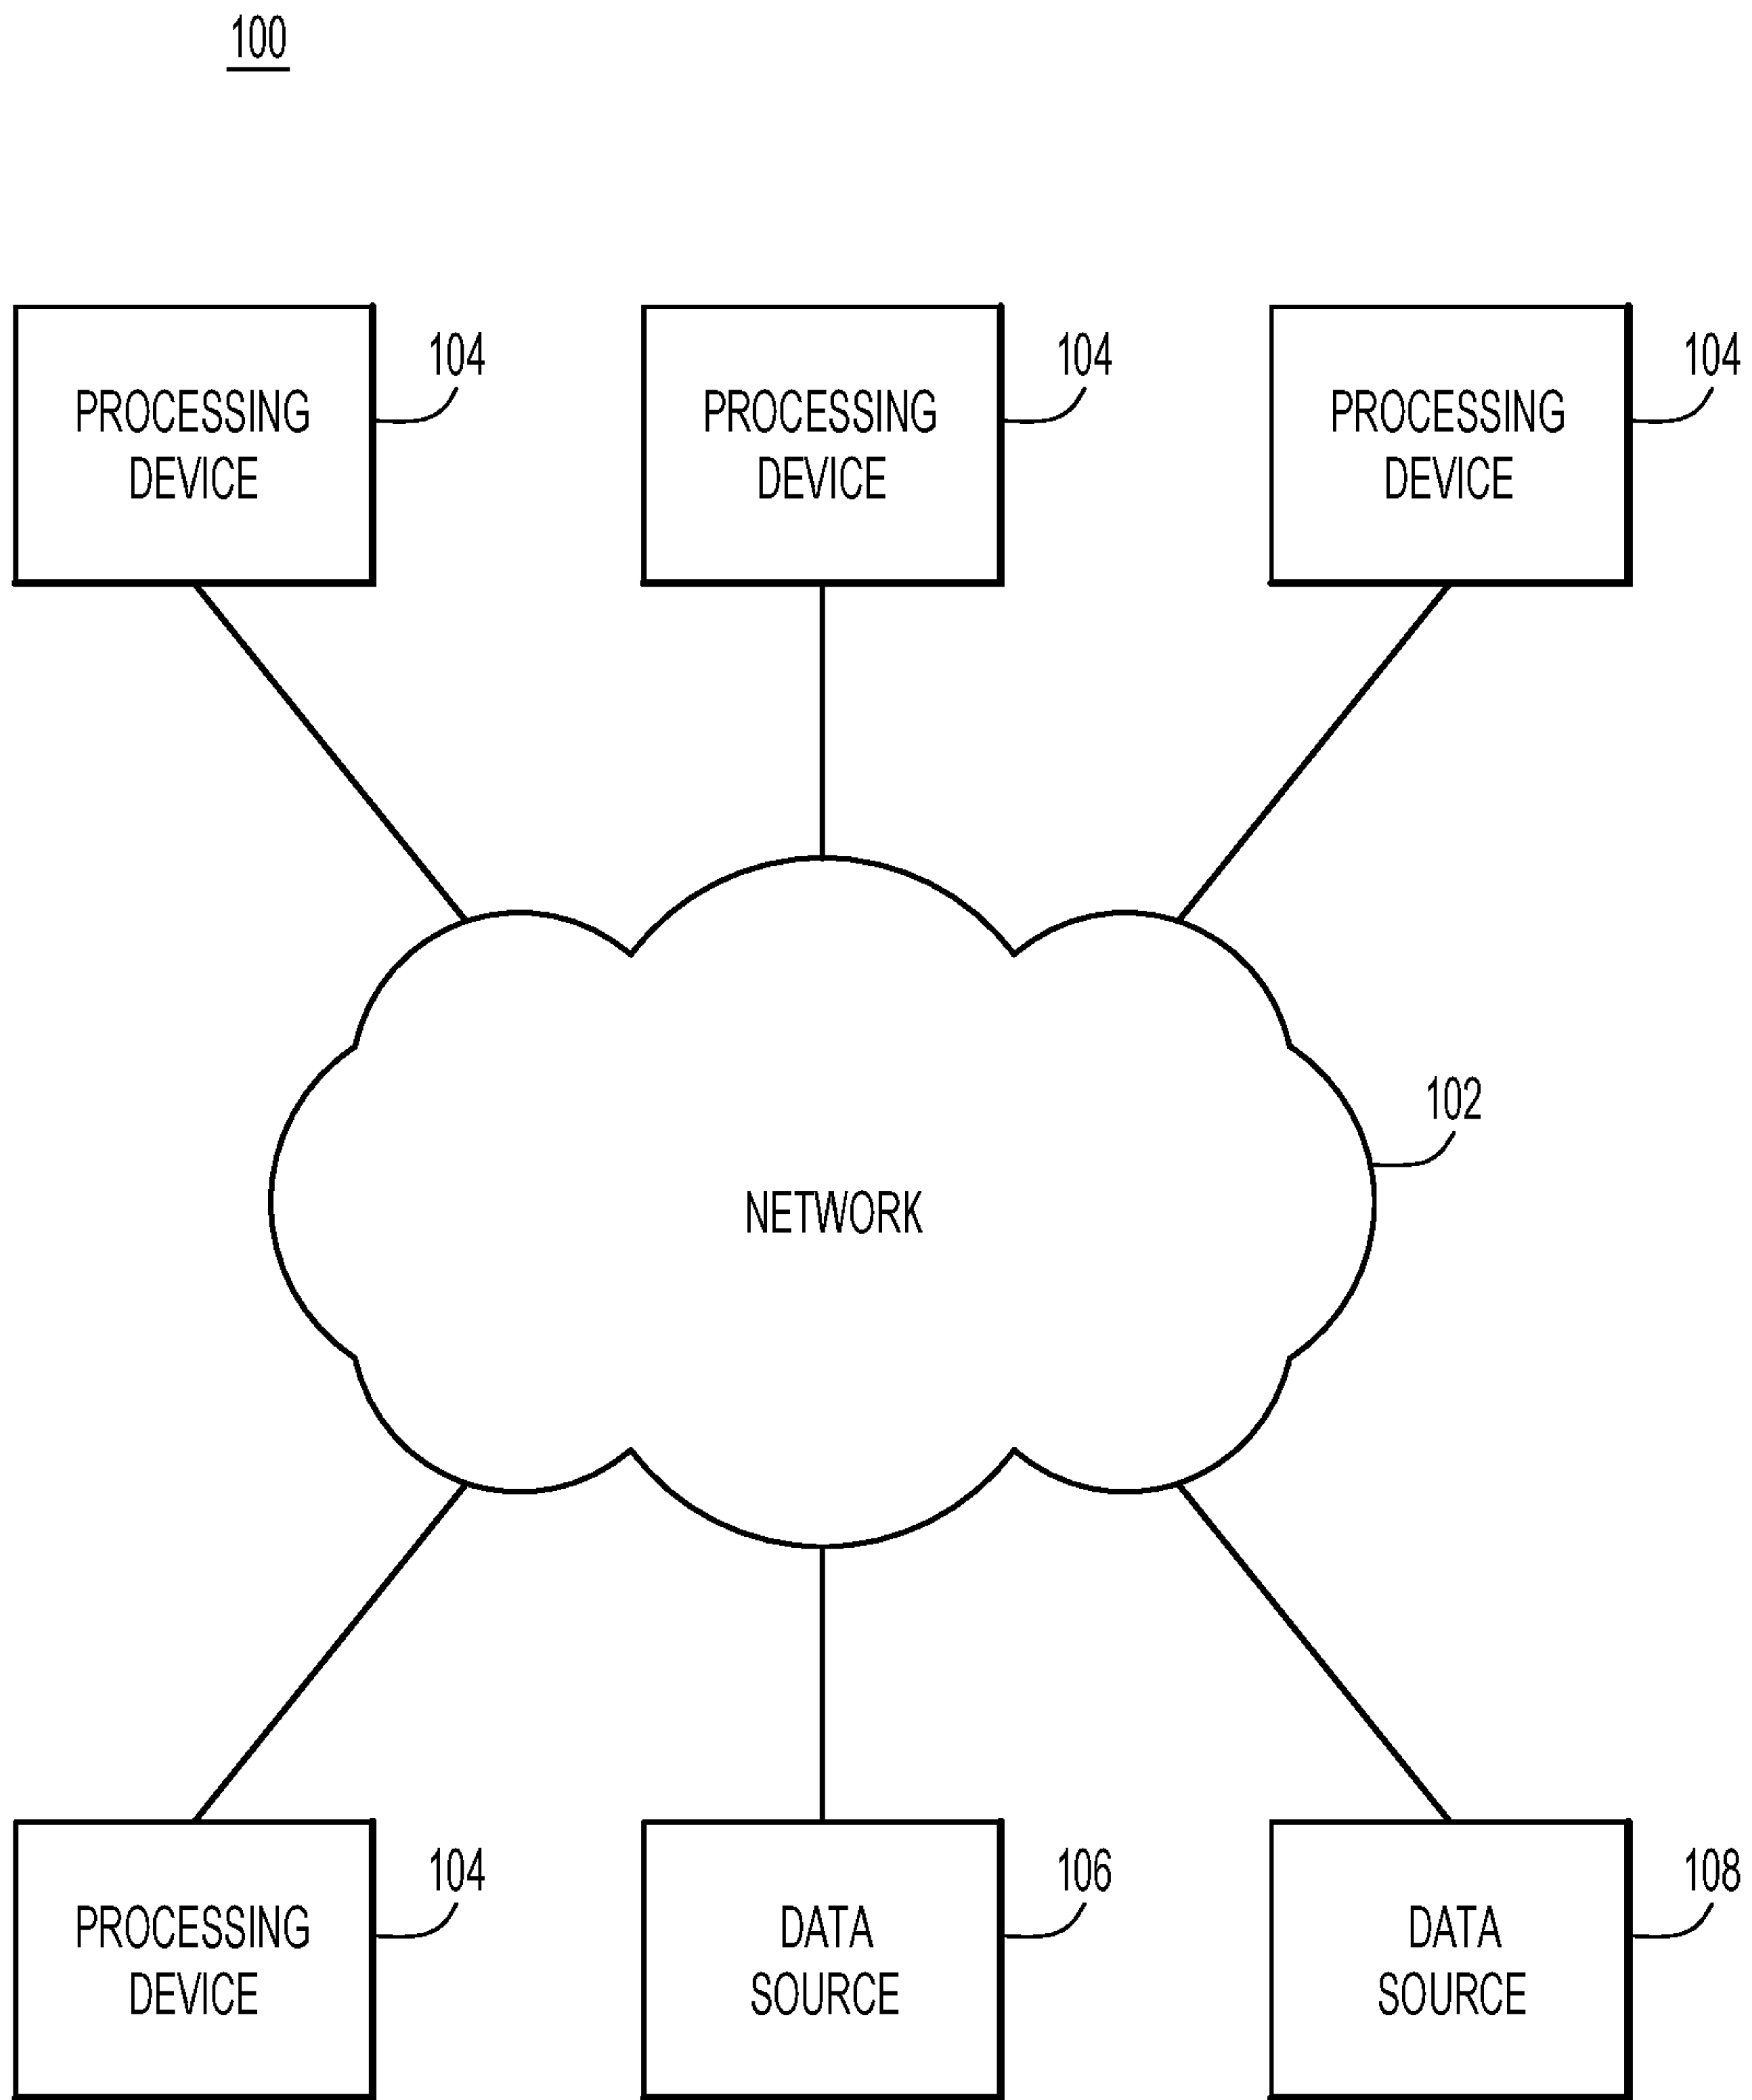 100
104
104
104
PROCESSING
DEVICE
PROCESSING
DEVICE
PROCESSING
DEVICE
102
NETWORK
104
106
108
PROCESSING
DEVICE
DATA
SOURCE
DATA
SOURCE